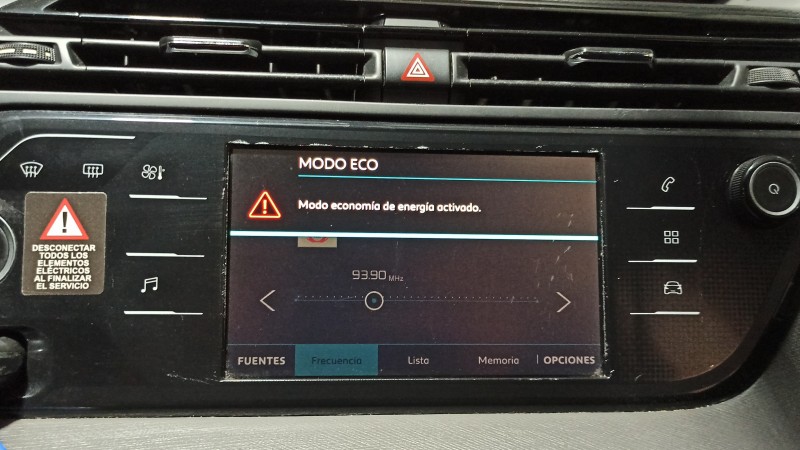 MODO ECO
Modo economía de energía activado.
DESCONECTAR
TODOS LOS
ELEMENTOS
ELÉCTRICOS
AL FINALIZAR
EL SERVICIO
93.90 MHz
FUENTES Frecuencia Lista Memoria OPCIONES